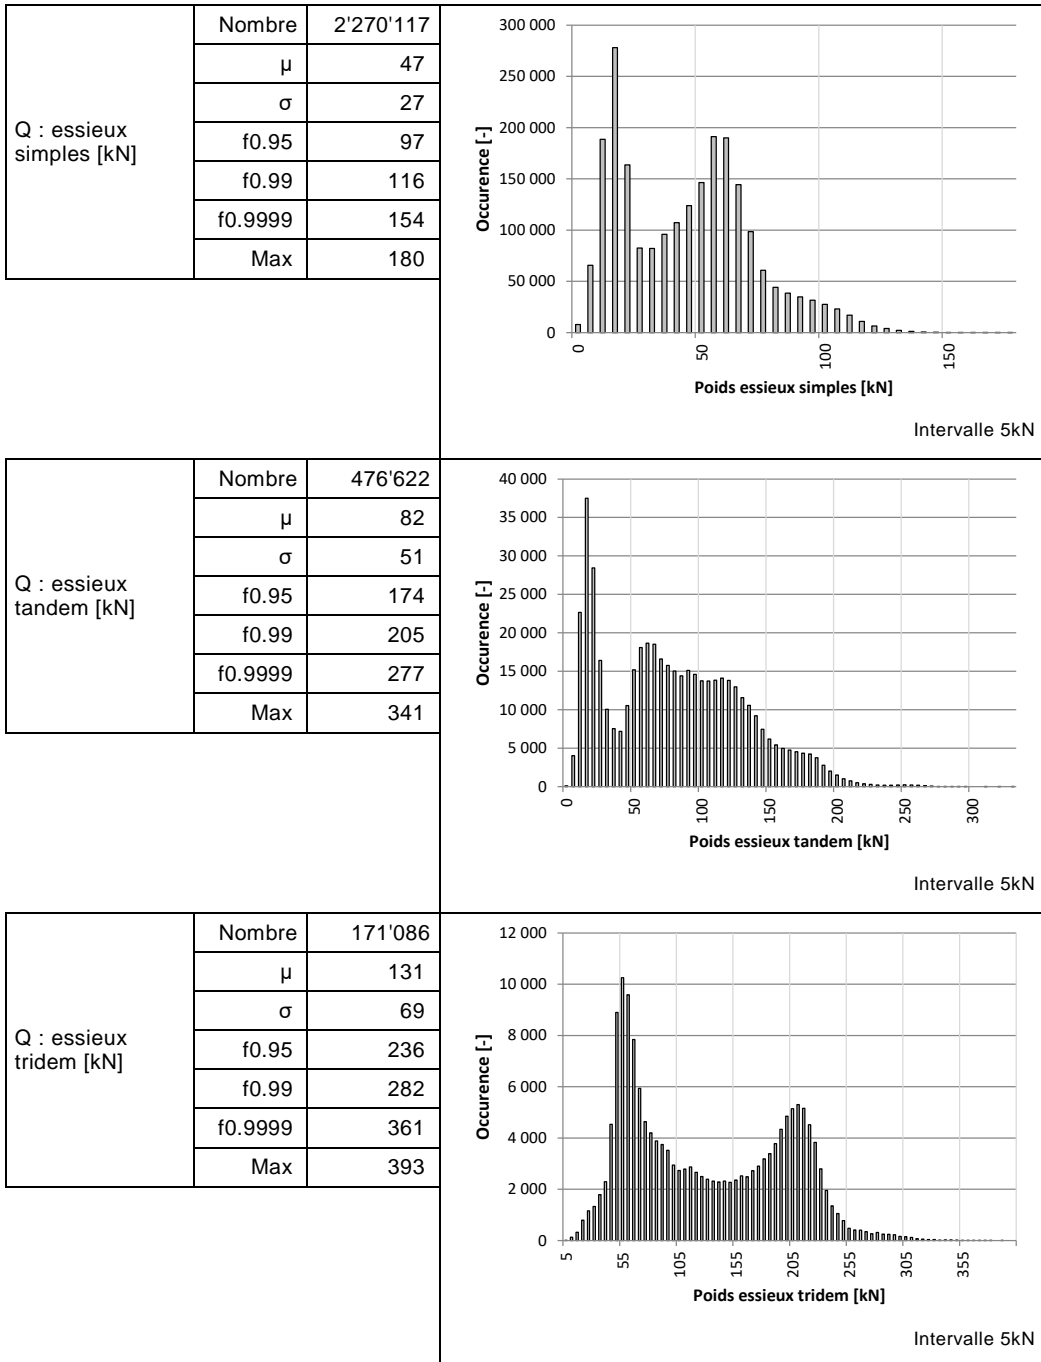 Q : essieux
simples [kN]
Nombre 2'270'117
µ 47
σ 27
f0.95 97
f0.99 116
f0.9999 154
Max 180
300 000
250 000
200 000
150 000
100 000
50 000
0
Occurence [-]
0 50 100 150
Poids essieux simples [kN]
Intervalle 5kN
Q : essieux
tandem [kN]
Nombre 476'622
µ 82
σ 51
f0.95 174
f0.99 205
f0.9999 277
Max 341
40 000
35 000
30 000
25 000
20 000
15 000
10 000
5 000
0
Occurence [-]
0 50 100 150 200 250 300
Poids essieux tandem [kN]
Intervalle 5kN
Q : essieux
tridem [kN]
Nombre 171'086
µ 131
σ 69
f0.95 236
f0.99 282
f0.9999 361
Max 393
12 000
10 000
8 000
6 000
4 000
2 000
0
Occurence [-]
5 55 105 155 205 255 305 355
Poids essieux tridem [kN]
Intervalle 5kN